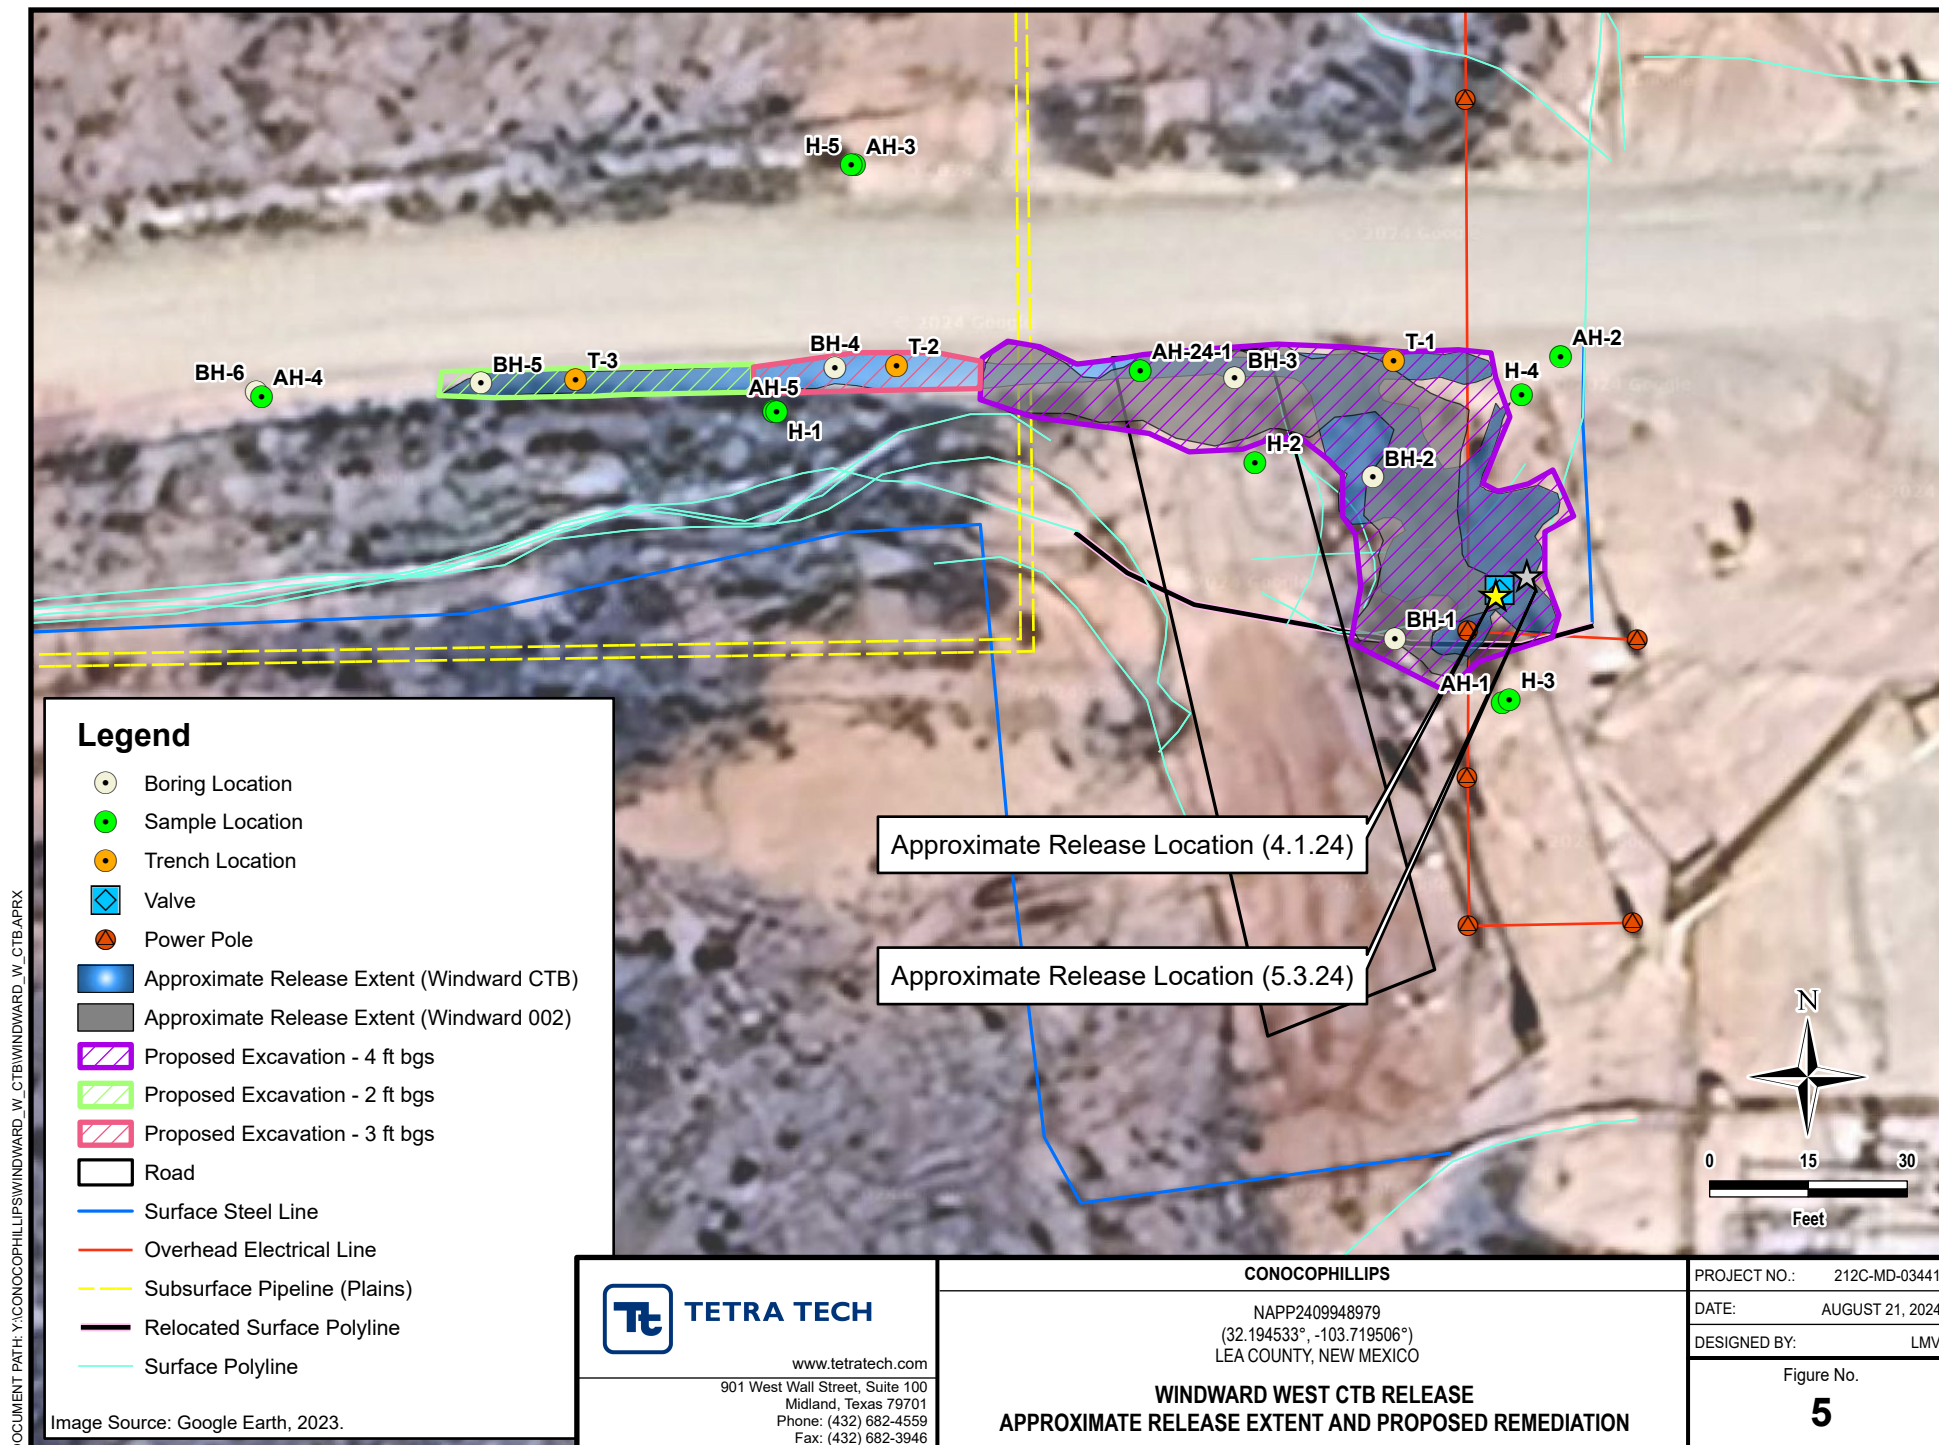 H-5 AH-3
BH-4 T-2
BH-6 AH-4
BH-5 T-3
AH-5
H-1
AH-24-1
BH-3
T-1
AH-2
H-4
H-2
BH-2
BH-1
AH-1 H-3
Approximate Release Location (4.1.24)
Approximate Release Location (5.3.24)
Legend
Boring Location
Sample Location
Trench Location
Valve
Power Pole
Approximate Release Extent (Windward CTB)
Approximate Release Extent (Windward 002)
Proposed Excavation - 4 ft bgs
Proposed Excavation - 2 ft bgs
Proposed Excavation - 3 ft bgs
Road
Surface Steel Line
Overhead Electrical Line
Subsurface Pipeline (Plains)
Relocated Surface Polyline
Surface Polyline
Image Source: Google Earth, 2023.
N
0 15 30
Feet
DOCUMENT PATH: Y:\CONOCOPHILLIPS\WINDWARD_W_CTB\WINDWARD_W_CTB.APRX
Tt TETRA TECH
www.tetratech.com
901 West Wall Street, Suite 100
Midland, Texas 79701
Phone: (432) 682-4559
Fax: (432) 682-3946
CONOCOPHILLIPS
NAPP2409948979
(32.194533°, -103.719506°)
LEA COUNTY, NEW MEXICO
WINDWARD WEST CTB RELEASE
APPROXIMATE RELEASE EXTENT AND PROPOSED REMEDIATION
PROJECT NO.: 212C-MD-03441
DATE: AUGUST 21, 2024
DESIGNED BY: LMV
Figure No.
5